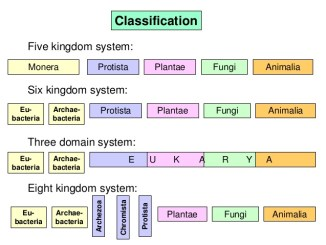 Classification
Five kingdom system:
Monera Protista Plantae Fungi Animalia
Six kingdom system:
Eu-
bacteria
Archae-
bacteria
Protista Plantae Fungi Animalia
Three domain system:
Eu-
bacteria
Archae-
bacteria
E U K A R Y A
Eight kingdom system:
Eu-
bacteria
Archae-
bacteria
Archezoa
Chromista
Protista
Plantae Fungi Animalia